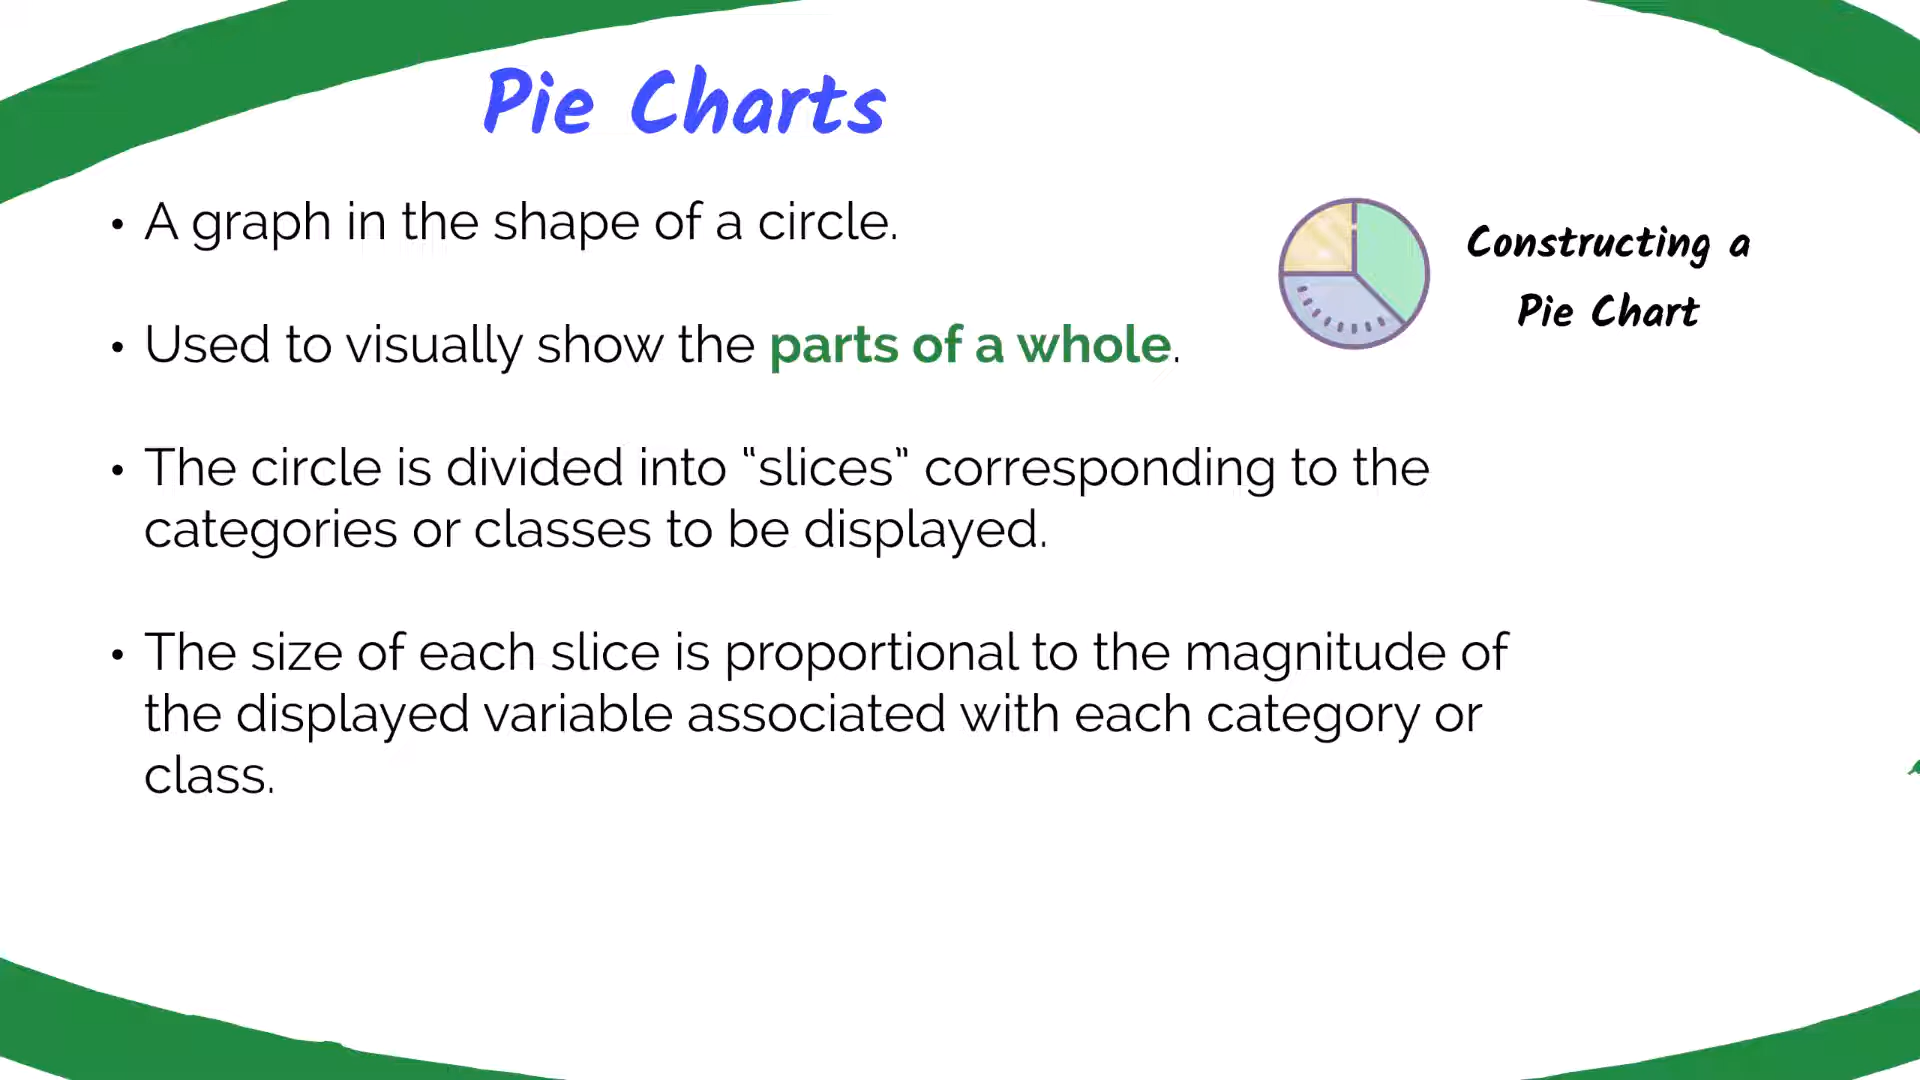 Pie Charts
• A graph in the shape of a circle.
• Used to visually show the parts of a whole.
• The circle is divided into “slices” corresponding to the
categories or classes to be displayed.
• The size of each slice is proportional to the magnitude of
the displayed variable associated with each category or
class.
Constructing a
Pie Chart